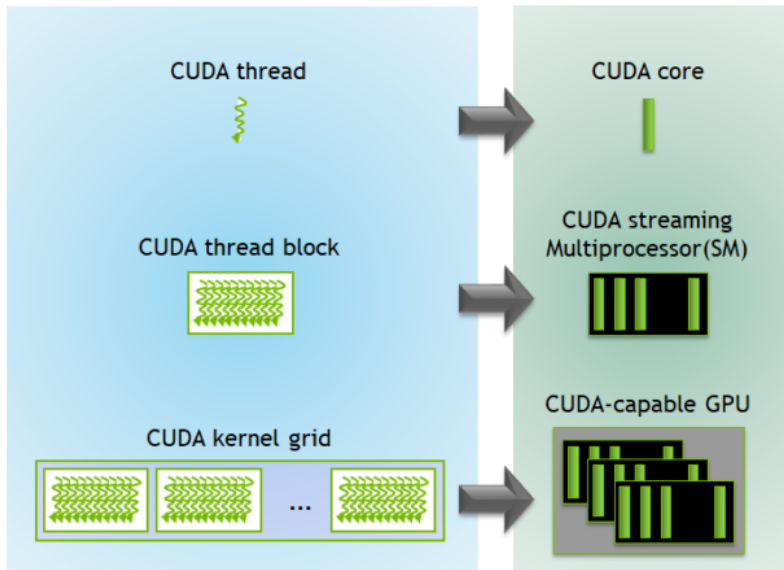 CUDA thread
CUDA core
CUDA thread block
CUDA streaming
Multiprocessor(SM)
CUDA kernel grid
...
CUDA-capable GPU